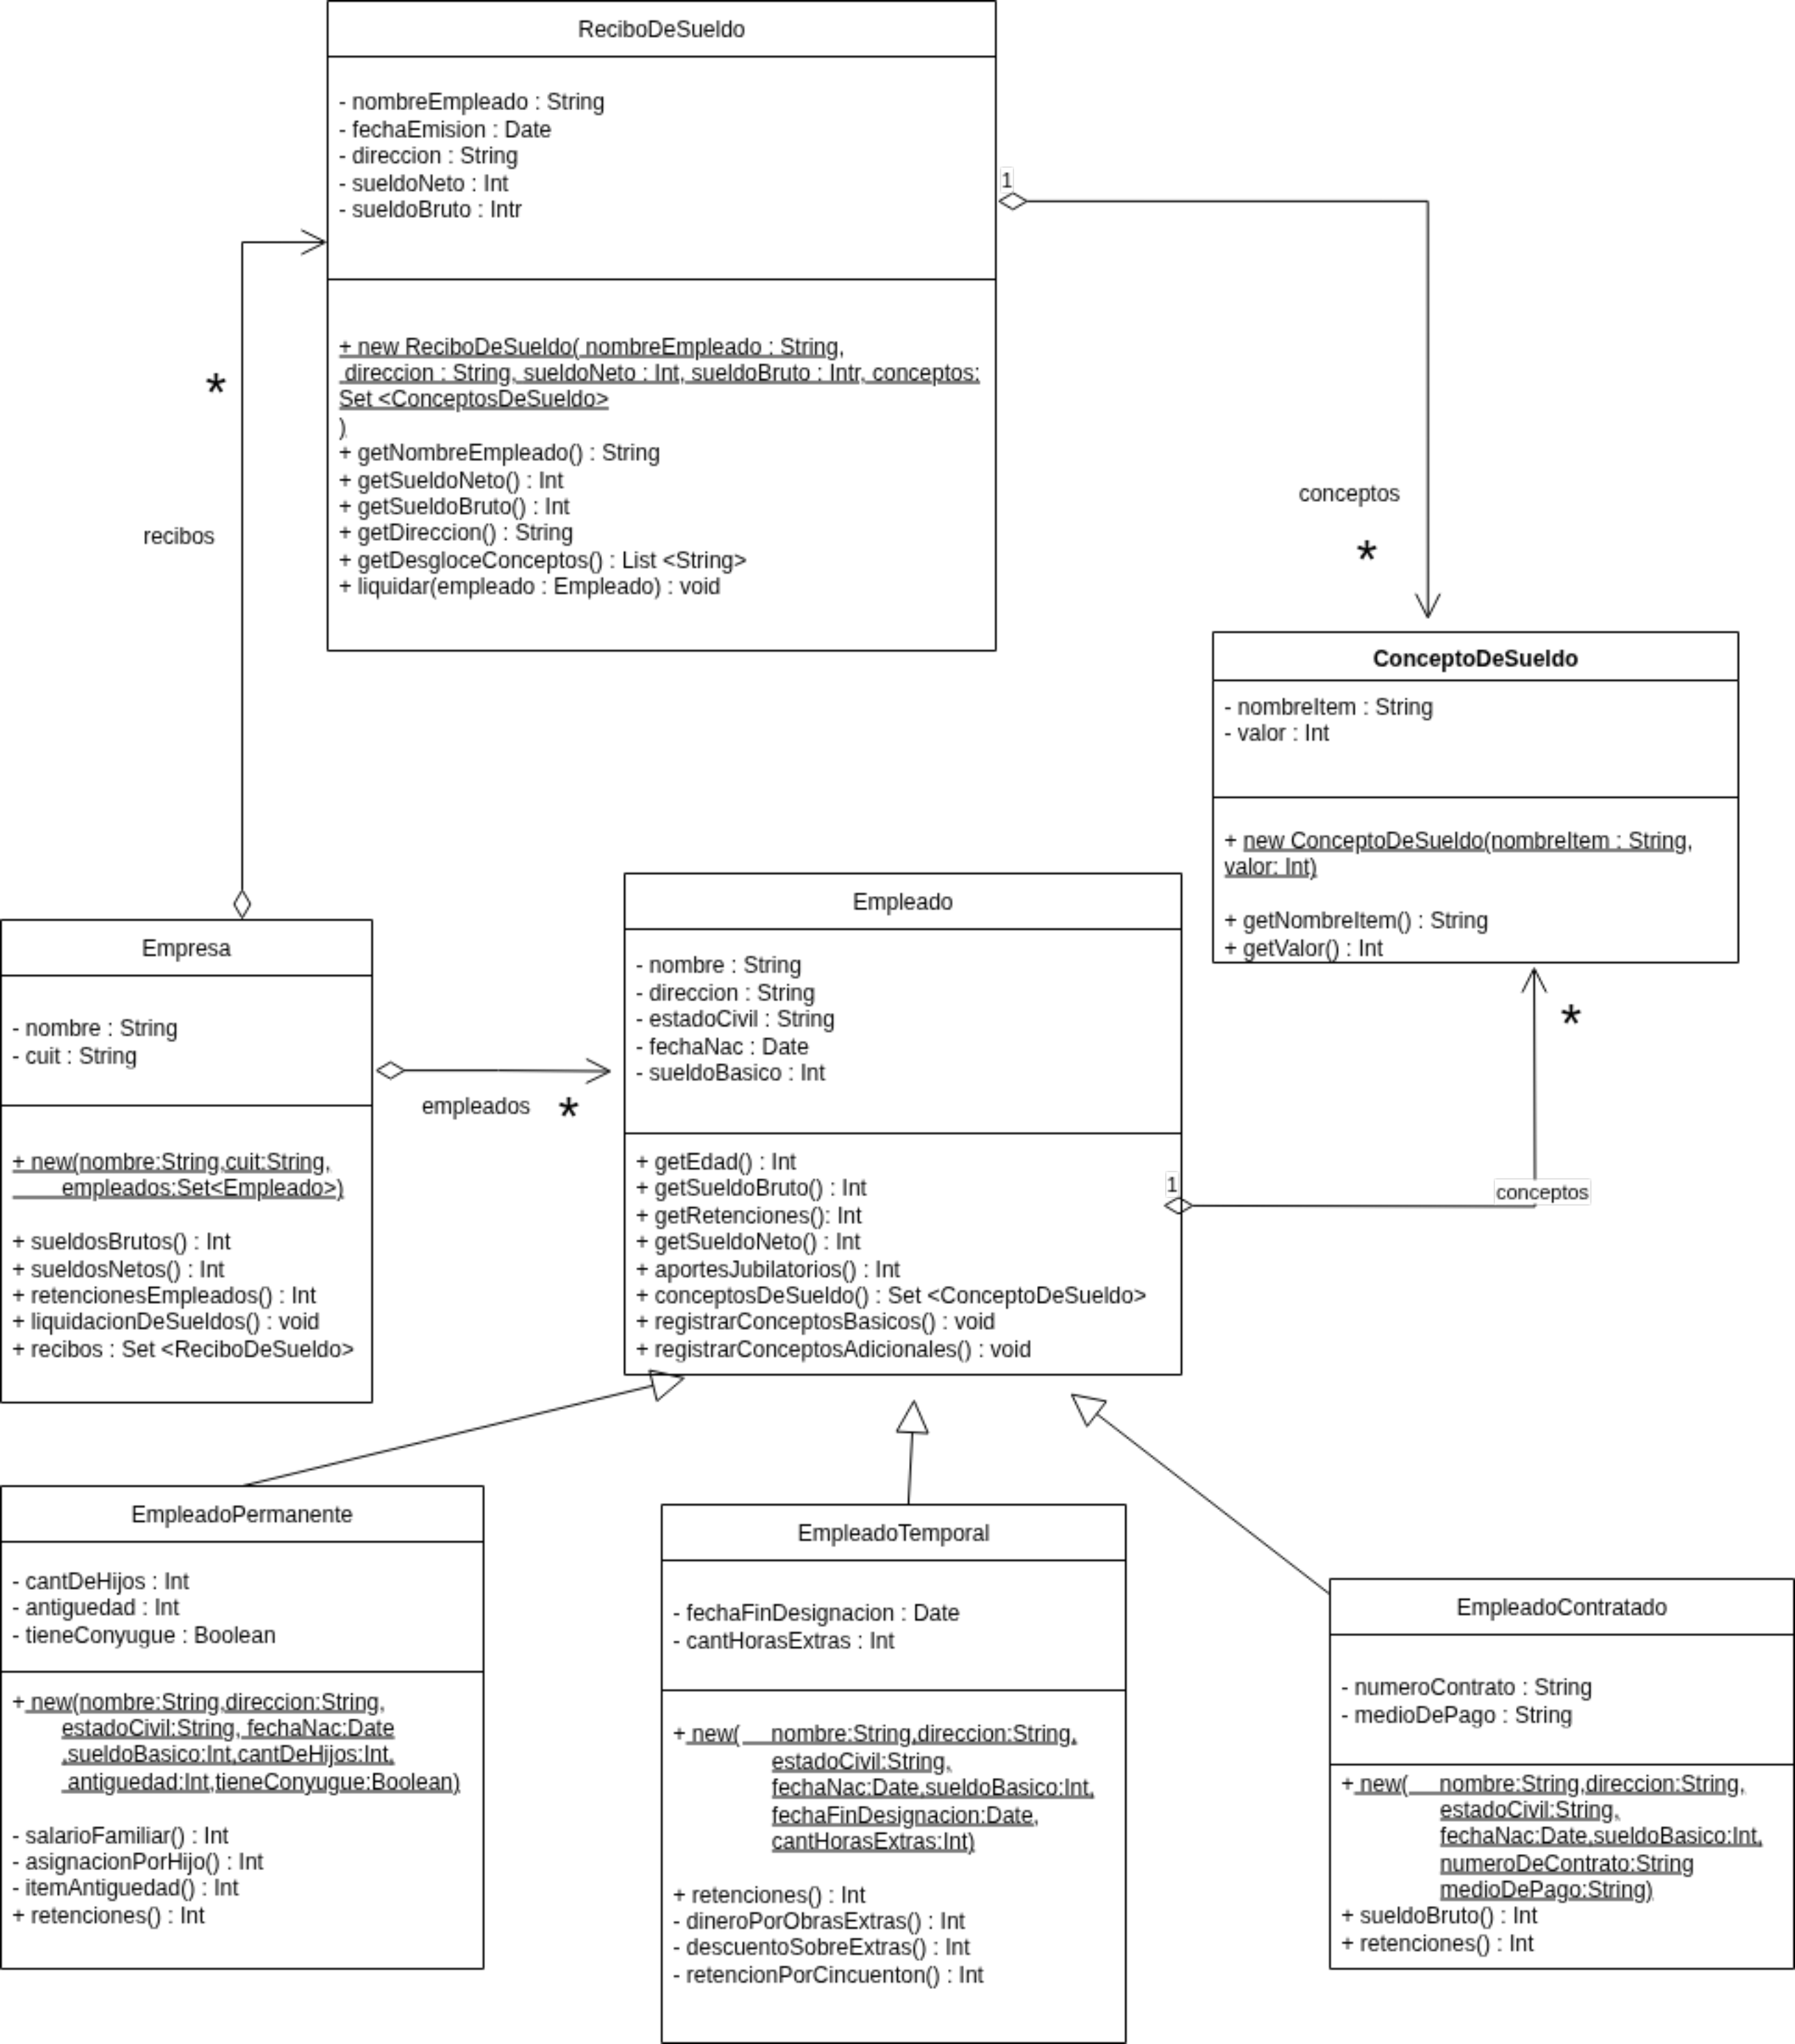 ReciboDeSueldo
- nombreEmpleado : String
- fechaEmision : Date
- direccion : String
- sueldoNeto : Int
- sueldoBruto : Intr
+ new ReciboDeSueldo( nombreEmpleado : String,
direccion : String, sueldoNeto : Int, sueldoBruto : Intr, conceptos:
Set <ConceptosDeSueldo>
)
+ getNombreEmpleado() : String
+ getSueldoNeto() : Int
+ getSueldoBruto() : Int
+ getDireccion() : String
+ getDesgloceConceptos() : List <String>
+ liquidar(empleado : Empleado) : void
1
conceptos
*
*
recibos
ConceptoDeSueldo
- nombreItem : String
- valor : Int
+ new ConceptoDeSueldo(nombreItem : String,
valor: Int)
+ getNombreItem() : String
+ getValor() : Int
Empresa
- nombre : String
- cuit : String
+ new(nombre:String,cuit:String,
empleados:Set<Empleado>)
+ sueldosBrutos() : Int
+ sueldosNetos() : Int
+ retencionesEmpleados() : Int
+ liquidacionDeSueldos() : void
+ recibos : Set <ReciboDeSueldo>
empleados *
Empleado
- nombre : String
- direccion : String
- estadoCivil : String
- fechaNac : Date
- sueldoBasico : Int
+ getEdad() : Int
+ getSueldoBruto() : Int
+ getRetenciones(): Int
+ getSueldoNeto() : Int
+ aportesJubilatorios() : Int
+ conceptosDeSueldo() : Set <ConceptoDeSueldo>
+ registrarConceptosBasicos() : void
+ registrarConceptosAdicionales() : void
*
1
conceptos
EmpleadoPermanente
- cantDeHijos : Int
- antiguedad : Int
- tieneConyugue : Boolean
+ new(nombre:String,direccion:String,
estadoCivil:String, fechaNac:Date
,sueldoBasico:Int,cantDeHijos:Int,
antiguedad:Int,tieneConyugue:Boolean)
- salarioFamiliar() : Int
- asignacionPorHijo() : Int
- itemAntiguedad() : Int
+ retenciones() : Int
EmpleadoTemporal
- fechaFinDesignacion : Date
- cantHorasExtras : Int
+ new( nombre:String,direccion:String,
estadoCivil:String,
fechaNac:Date,sueldoBasico:Int,
fechaFinDesignacion:Date,
cantHorasExtras:Int)
+ retenciones() : Int
- dineroPorObrasExtras() : Int
- descuentoSobreExtras() : Int
- retencionPorCincuenton() : Int
EmpleadoContratado
- numeroContrato : String
- medioDePago : String
+ new( nombre:String,direccion:String,
estadoCivil:String,
fechaNac:Date,sueldoBasico:Int,
numeroDeContrato:String
medioDePago:String)
+ sueldoBruto() : Int
+ retenciones() : Int